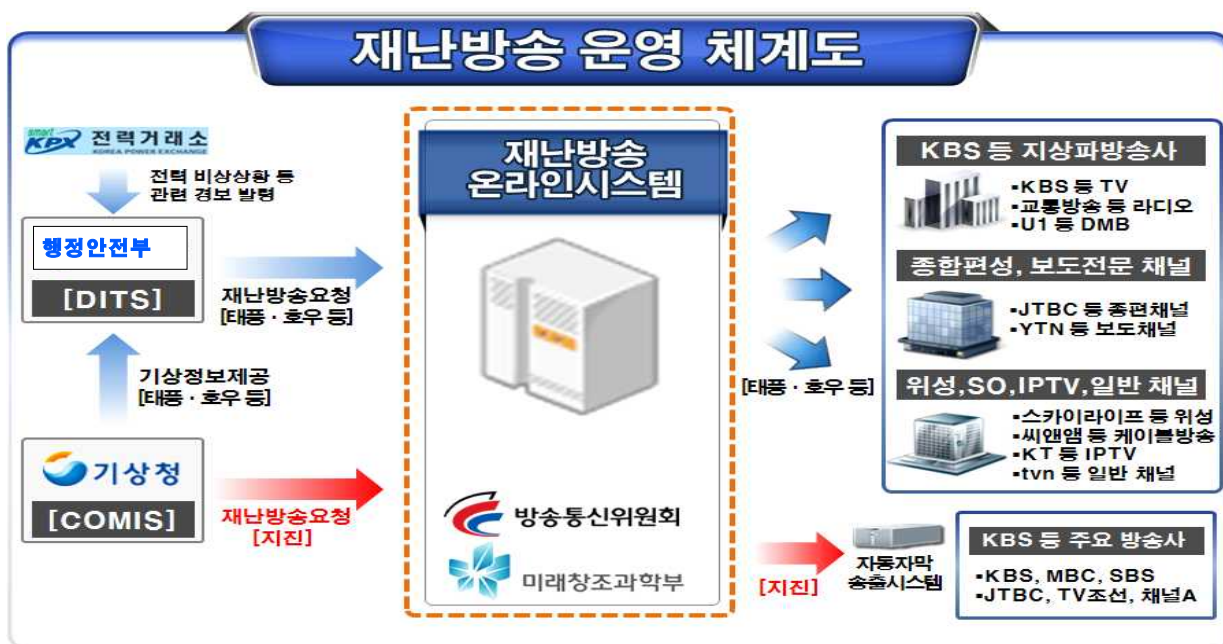 재난방송 운영 체계도
smart KPX 전력거래소
KOREA POWER EXCHANGE
전력 비상상황 등
관련 경보 발령
행정안전부
[DITS]
재난방송요청
[태풍 · 호우 등]
기상정보제공
[태풍 · 호우 등]
기상청
[COMIS]
재난방송요청
[지진]
재난방송
온라인시스템
방송통신위원회
미래창조과학부
[태풍 · 호우 등]
[지진]
자동자막
송출시스템
KBS 등 지상파방송사
▪KBS 등 TV
▪교통방송 등 라디오
▪U1 등 DMB
종합편성, 보도전문 채널
▪JTBC 등 종편채널
▪YTN 등 보도채널
위성,SO,IPTV,일반 채널
▪스카이라이프 등 위성
▪씨앤앰 등 케이블방송
▪KT 등 IPTV
▪tvn 등 일반 채널
KBS 등 주요 방송사
▪KBS, MBC, SBS
▪JTBC, TV조선, 채널A